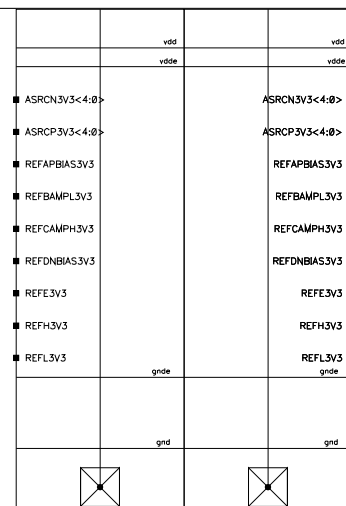 vdd vdd
vdde vdde
ASRCN3V3<4:0> ASRCN3V3<4:0>
ASRCP3V3<4:0> ASRCP3V3<4:0>
REFAPBIAS3V3 REFAPBIAS3V3
REFBAMPL3V3 REFBAMPL3V3
REFCAMPH3V3 REFCAMPH3V3
REFDNBIAS3V3 REFDNBIAS3V3
REFE3V3 REFE3V3
REFH3V3 REFH3V3
REFL3V3 REFL3V3
gnde gnde
gnd gnd